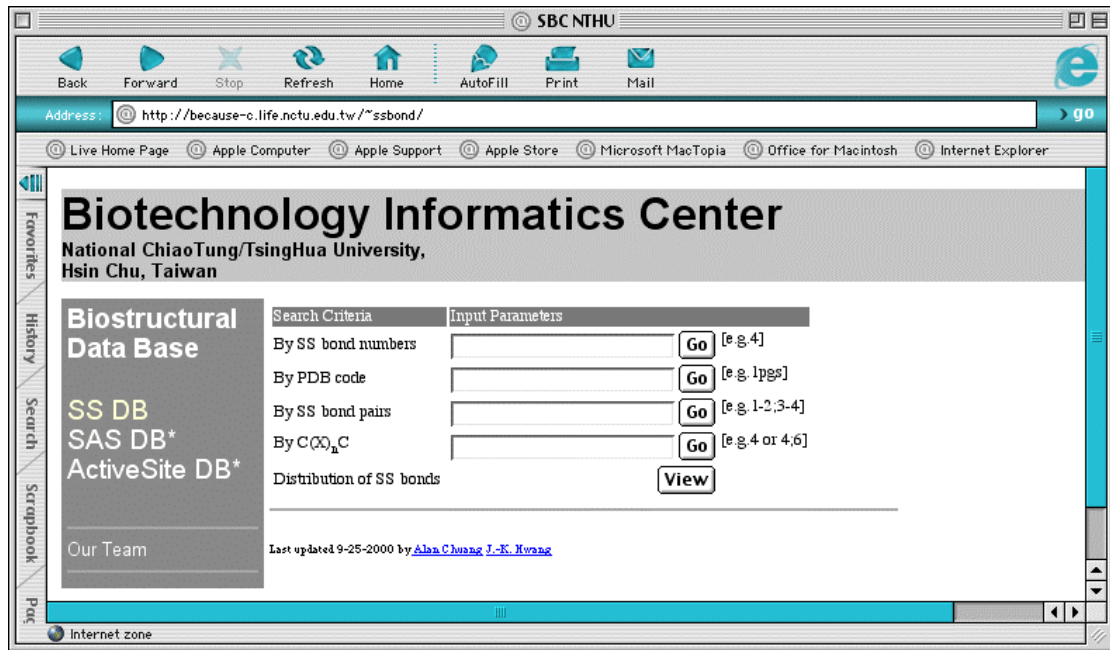 SBC NTHU
Back Forward Stop Refresh Home AutoFill Print Mail
Address: http://because-c.life.nctu.edu.tw/~ssbond/ go
Live Home Page Apple Computer Apple Support Apple Store Microsoft MacTopia Office for Macintosh Internet Explorer
Favorites
History
Search
Scrapbook
Pag
Biotechnology Informatics Center
National ChiaoTung/TsingHua University,
Hsin Chu, Taiwan
Biostructural
Data Base
SS DB
SAS DB*
ActiveSite DB*
Our Team
Search Criteria Input Parameters
By SS bond numbers Go [e.g.4]
By PDB code Go [e.g. 1pgs]
By SS bond pairs Go [e.g. 1-2;3-4]
By C(X)nC Go [e.g.4 or 4;6]
Distribution of SS bonds View
Last updated 9-25-2000 by Alan Chuang J.-K. Hwang
Internet zone